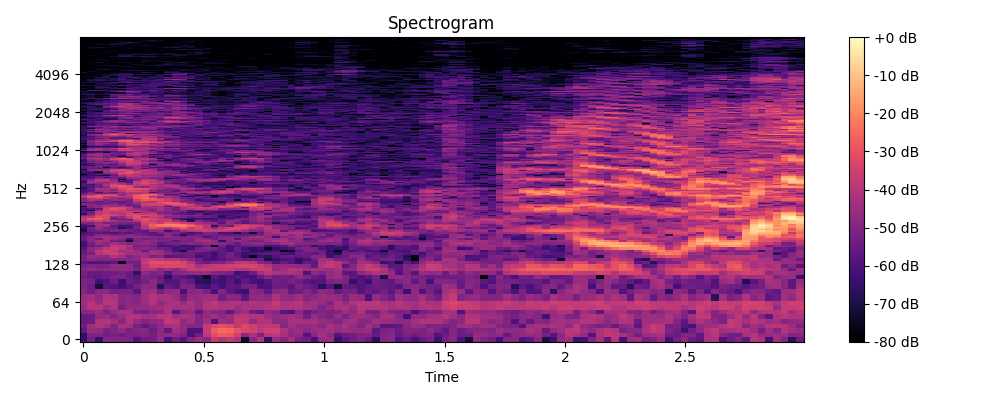 Spectrogram
Hz
4096
2048
1024
512
256
128
64
0
0
0.5
1
1.5
2
2.5
Time
+0 dB
-10 dB
-20 dB
-30 dB
-40 dB
-50 dB
-60 dB
-70 dB
-80 dB